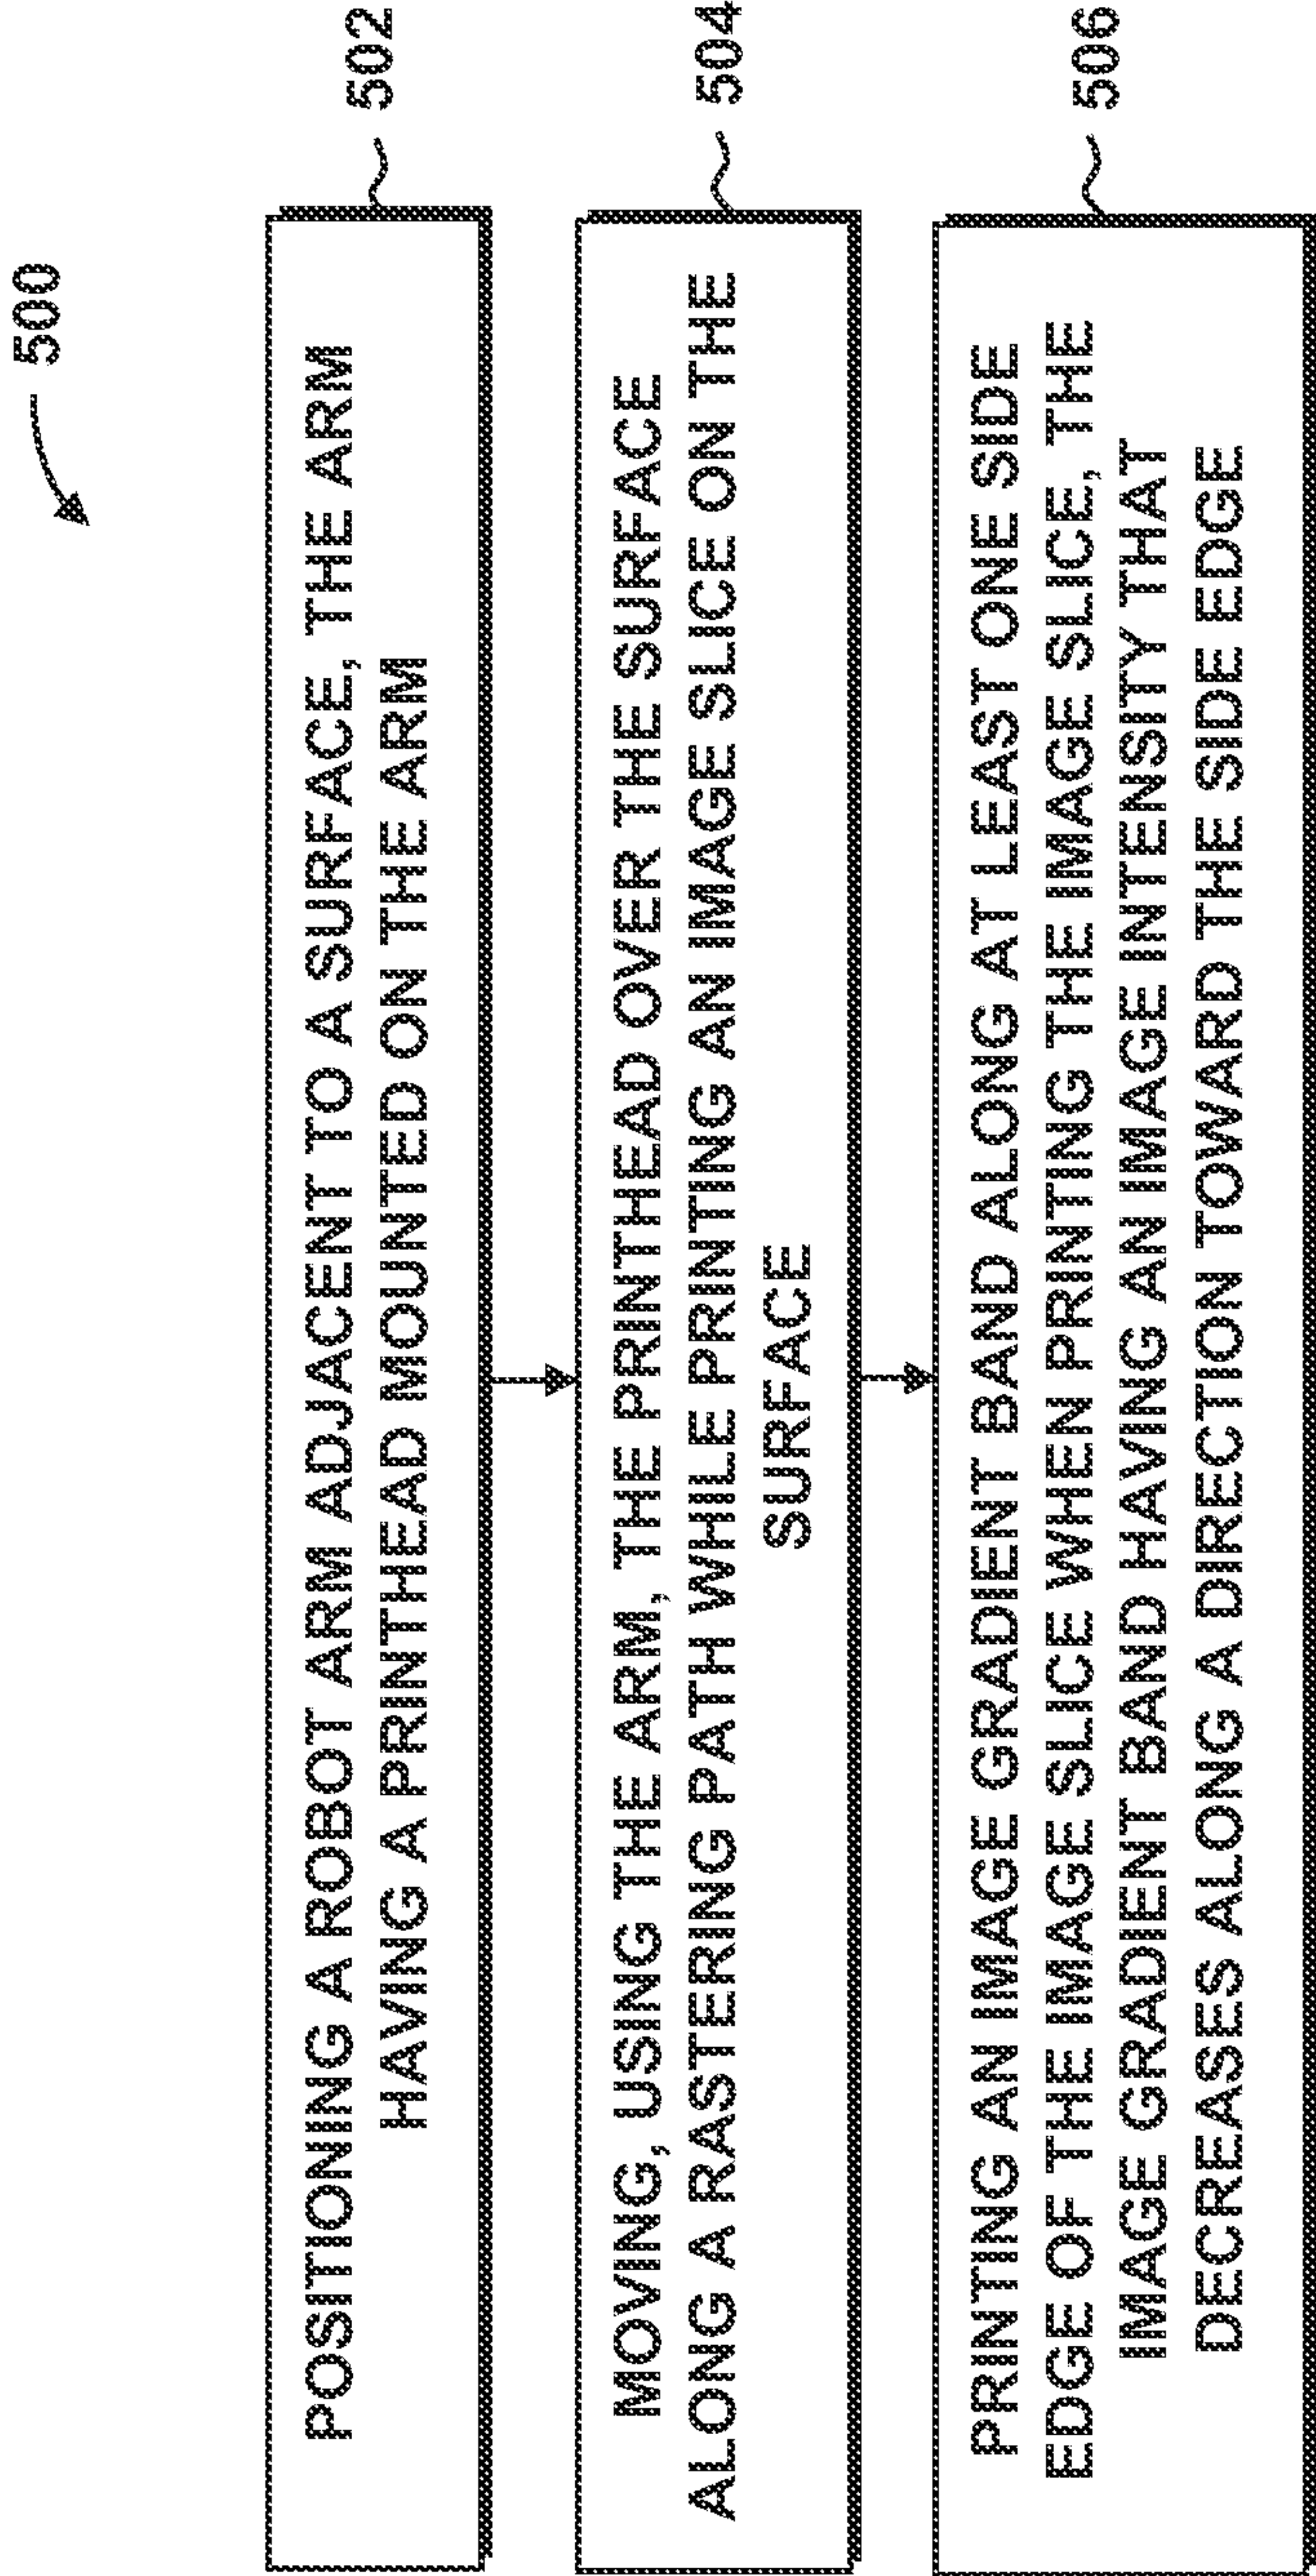 500
POSITIONING A ROBOT ARM ADJACENT TO A SURFACE, THE ARM
HAVING A PRINTHEAD MOUNTED ON THE ARM
502
MOVING, USING THE ARM, THE PRINTHEAD OVER THE SURFACE
ALONG A RASTERING PATH WHILE PRINTING AN IMAGE SLICE ON THE
SURFACE
504
PRINTING AN IMAGE GRADIENT BAND ALONG AT LEAST ONE SIDE
EDGE OF THE IMAGE SLICE WHEN PRINTING THE IMAGE SLICE, THE
IMAGE GRADIENT BAND HAVING AN IMAGE INTENSITY THAT
DECREASES ALONG A DIRECTION TOWARD THE SIDE EDGE
506